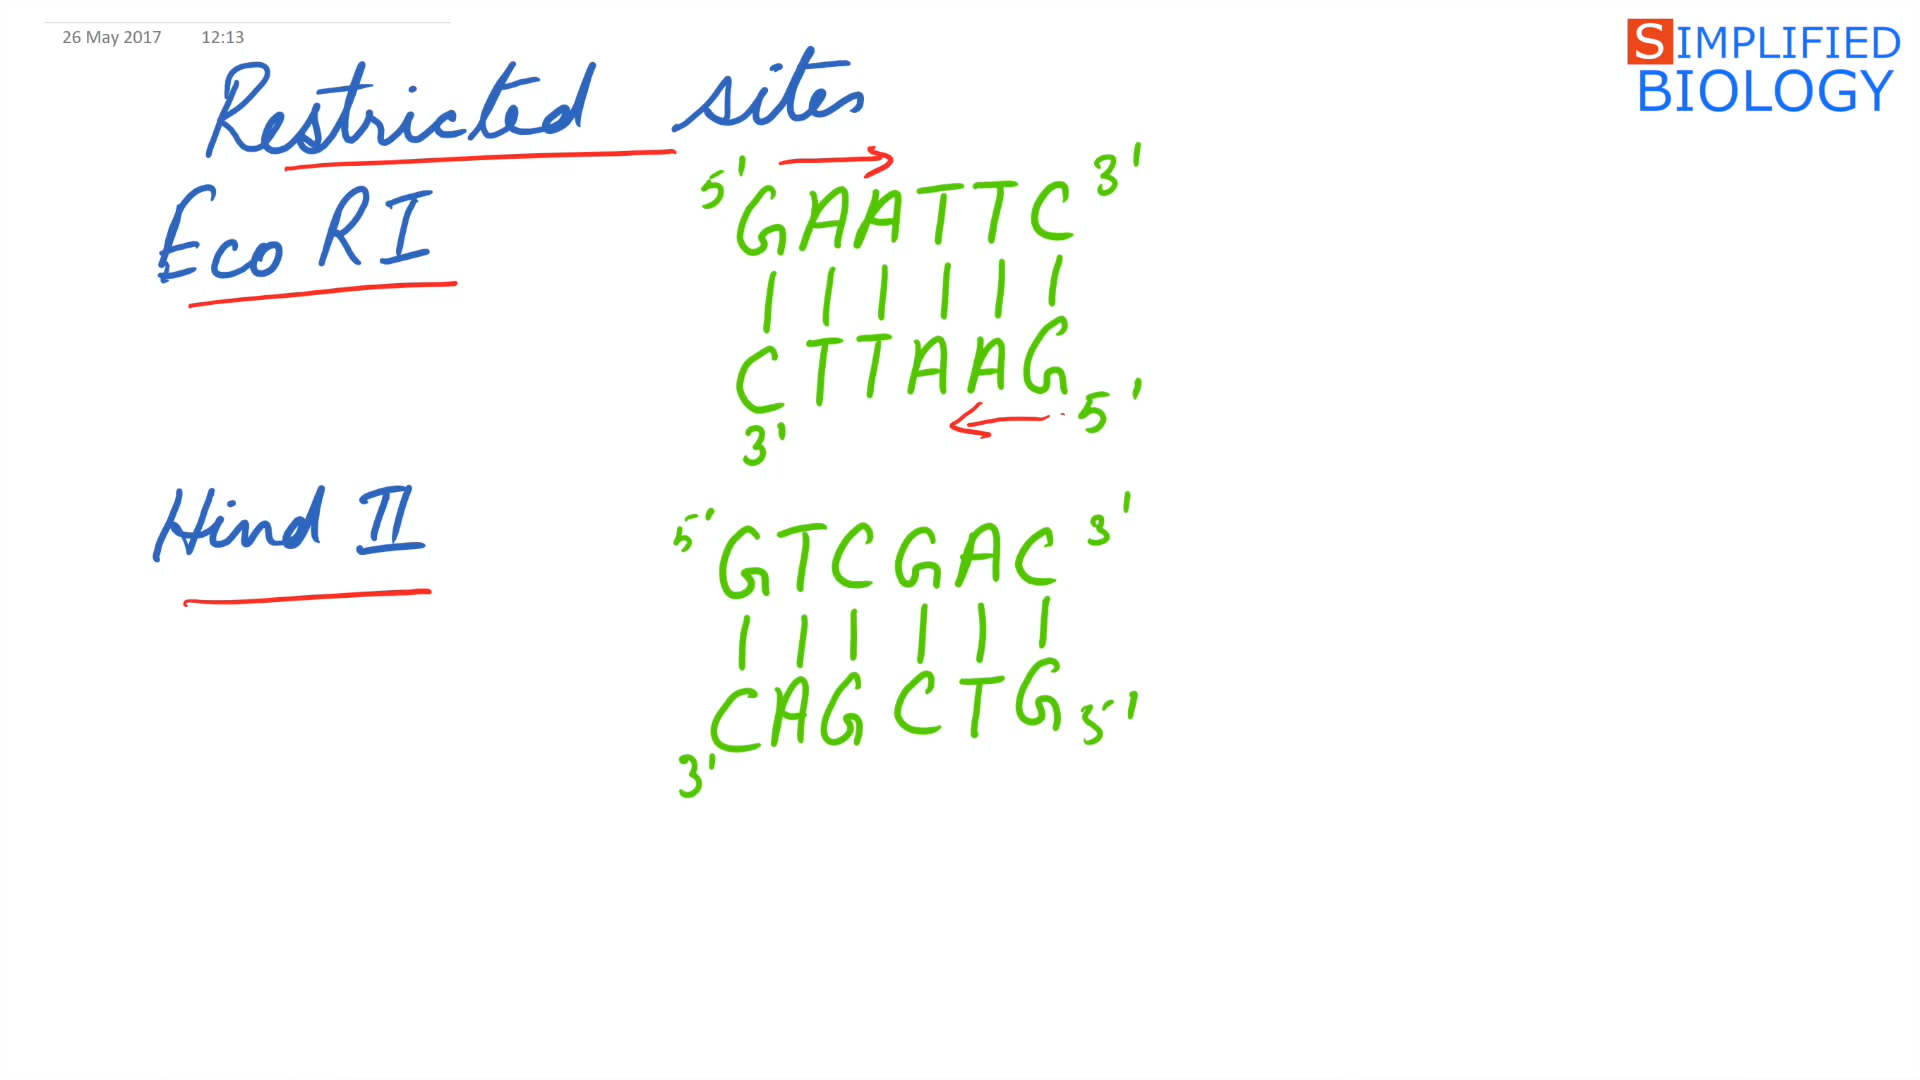 26 May 2017 12:13
SIMPLIFIED
BIOLOGY
Restricted sites
Eco RI
5' GAATTC 3'
CTTAAG 5'
3'
Hind II
5' GTCGAC 3'
CAGCTG 5'
3'